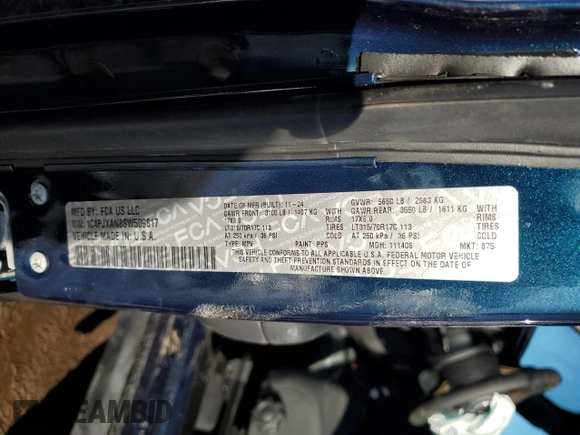 MFD. BY: FCA US LLC
DATE OF MFR (BUILT): 11-24
GVWR: 5650 LB / 2563 KG
GAWR FRONT: 3100 LB / 1407 KG
GAWR REAR: 3550 LB / 1611 KG
17X8.0 RIMS
17X8.0 RIMS
LT315/70R17C 113 TIRES
LT315/70R17C 113 TIRES
AT 250 kPa / 36 PSI COLD
AT 250 kPa / 36 PSI COLD
VIN: 1C4PJXAN8SW509817
VEHICLE MADE IN U.S.A.
TYPE: MPV
PAINT: PPS
MDH: 111406
MKT: 875
THIS VEHICLE CONFORMS TO ALL APPLICABLE U.S.A. FEDERAL MOTOR VEHICLE
SAFETY AND THEFT PREVENTION STANDARDS IN EFFECT ON THE DATE OF
MANUFACTURE SHOWN ABOVE.